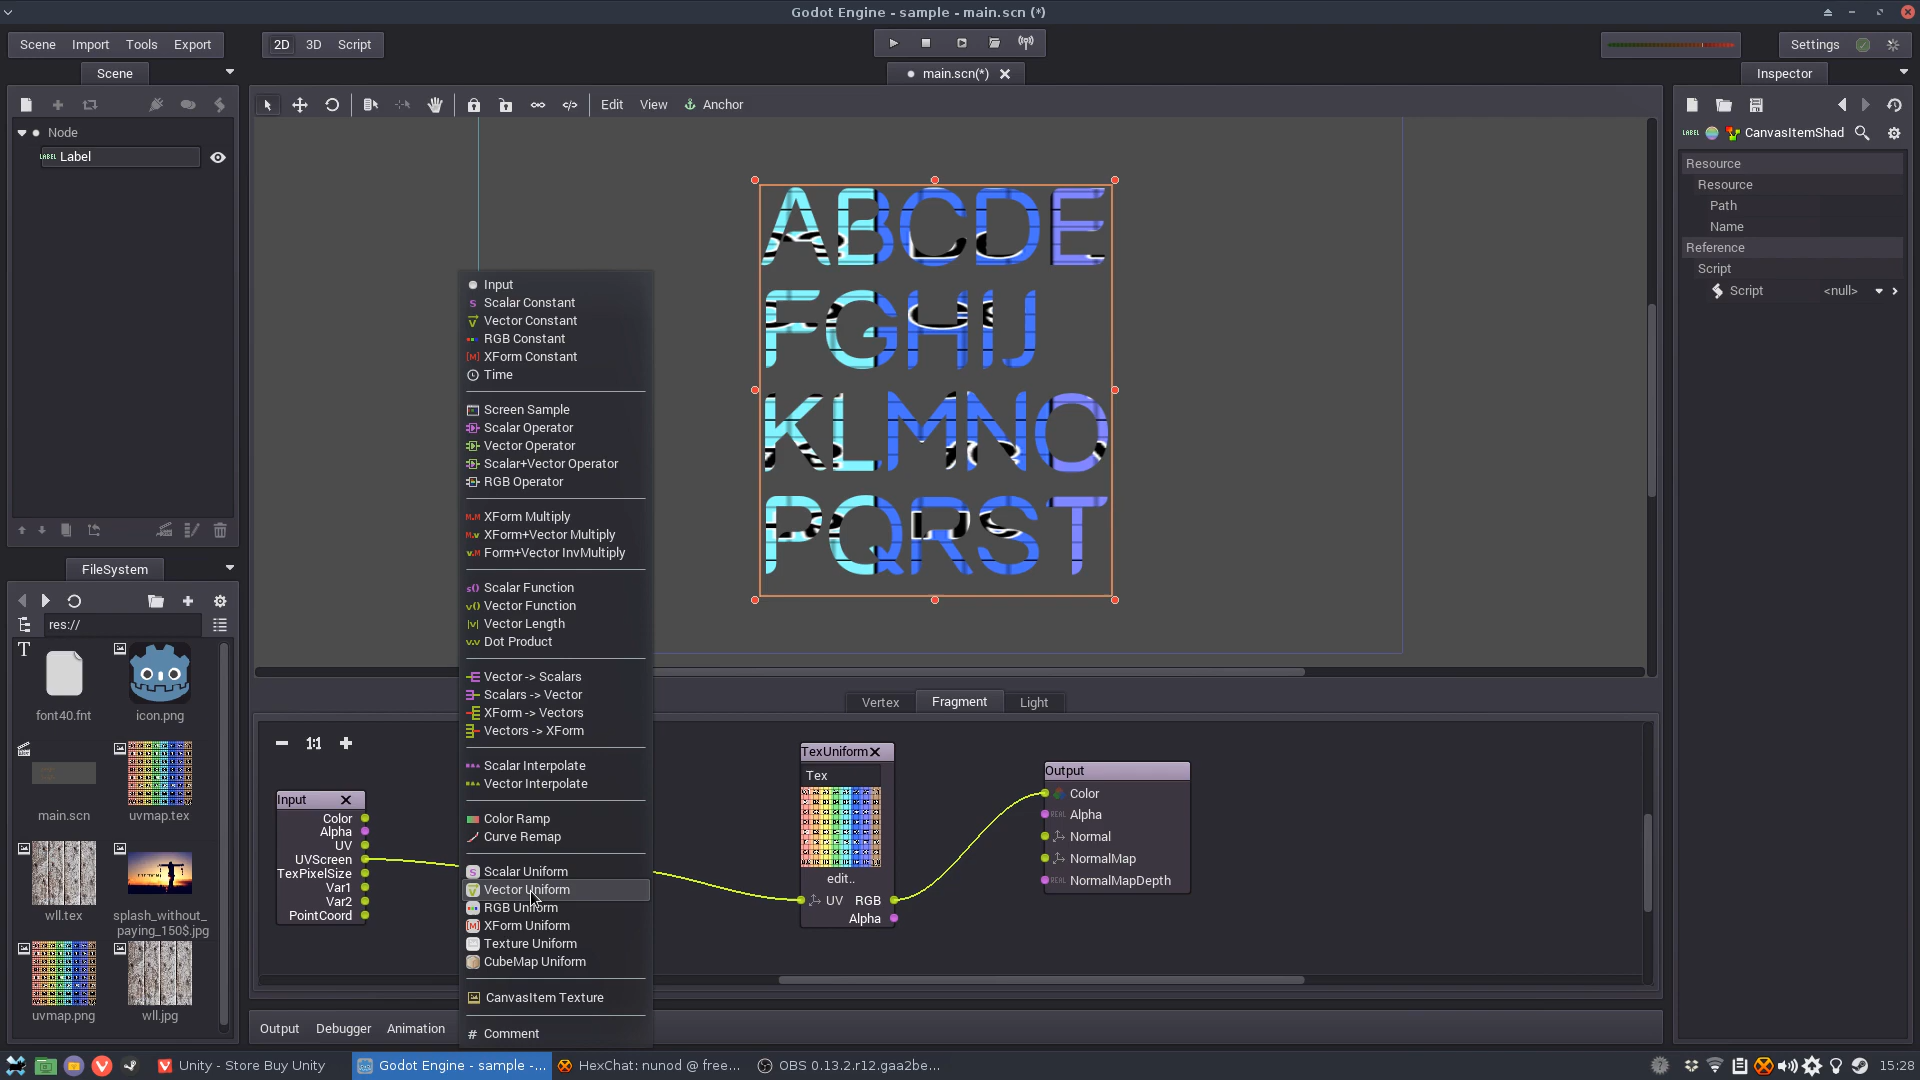 Godot Engine - sample - main.scn (*)
Scene Import Tools Export
2D 3D Script
Settings
Scene
main.scn(*)
Inspector
Edit View Anchor
Node
LABEL Label
LABEL CanvasItemShad
Resource
Resource
Path
Name
Reference
Script
Script <null>
ABCDE
FGHIJ
KLMNO
PQRST
Input
Scalar Constant
Vector Constant
RGB Constant
XForm Constant
Time
Screen Sample
Scalar Operator
Vector Operator
Scalar+Vector Operator
RGB Operator
XForm Multiply
XForm+Vector Multiply
Form+Vector InvMultiply
Scalar Function
Vector Function
Vector Length
Dot Product
Vector -> Scalars
Scalars -> Vector
XForm -> Vectors
Vectors -> XForm
Scalar Interpolate
Vector Interpolate
Color Ramp
Curve Remap
Scalar Uniform
Vector Uniform
RGB Uniform
XForm Uniform
Texture Uniform
CubeMap Uniform
CanvasItem Texture
# Comment
FileSystem
res://
font40.fnt
icon.png
main.scn
uvmap.tex
wll.tex
splash_without_
paying_150$.jpg
uvmap.png
wll.jpg
Vertex Fragment Light
1:1
Input
Color
Alpha
UV
UVScreen
TexPixelSize
Var1
Var2
PointCoord
TexUniform
Tex
edit..
UV RGB
Alpha
Output
Color
REAL Alpha
Normal
NormalMap
REAL NormalMapDepth
Output Debugger Animation
Unity - Store Buy Unity
Godot Engine - sample -...
HexChat: nunod @ free...
OBS 0.13.2.r12.gaa2be...
15:28